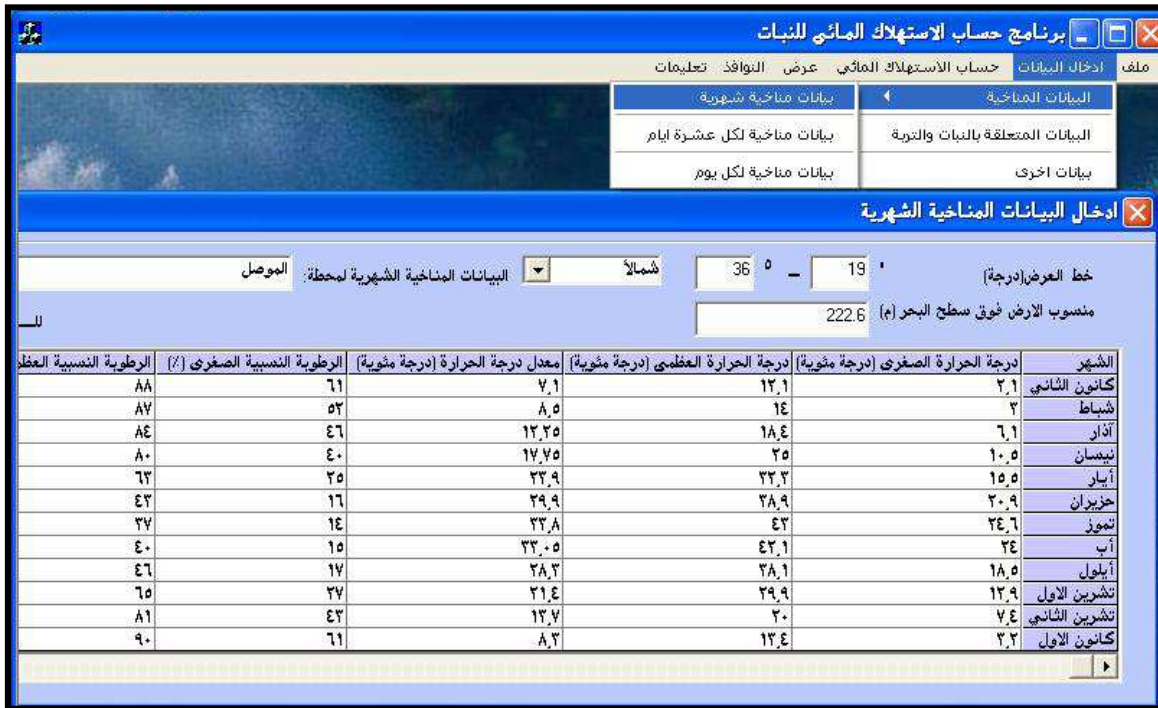 برنامج حساب الاستهلاك المائي للنبات
ملف ادخال البيانات حساب الاستهلاك المائي عرض النوافذ تعليمات
البيانات المناخية بيانات مناخية شهرية
البيانات المتعلقة بالنبات والتربة بيانات مناخية لكل عشرة ايام
بيانات اخرى بيانات مناخية لكل يوم
ادخال البيانات المناخية الشهرية
خط العرض(درجة) ' 19 _ º 36 شمالاً البيانات المناخية الشهرية لمحطة: الموصل
منسوب الارض فوق سطح البحر (م) 222.6
الشهر درجة الحرارة الصغرى (درجة مئوية) درجة الحرارة العظمى (درجة مئوية) معدل درجة الحرارة (درجة مئوية) الرطوبة النسبية الصغرى (٪) الرطوبة النسبية
كانون الثاني ٢,١ ١٢,١ ٧,١ ٦١ ٨٨
شباط ٣ ١٤ ٨,٥ ٥٢ ٨٧
آذار ٦,١ ١٨,٤ ١٢,٢٥ ٤٦ ٨٤
نيسان ١٠,٥ ٢٥ ١٧,٧٥ ٤٠ ٨٠
أيار ١٥,٥ ٣٢,٣ ٢٣,٩ ٢٥ ٦٣
حزيران ٢٠,٩ ٣٨,٩ ٢٩,٩ ١٦ ٤٣
تموز ٢٤,٦ ٤٣ ٣٣,٨ ١٤ ٣٧
أب ٢٤ ٤٢,١ ٣٣,٠٥ ١٥ ٤٠
أيلول ١٨,٥ ٣٨,١ ٢٨,٣ ١٧ ٤٦
تشرين الاول ١٢,٩ ٢٩,٩ ٢١,٤ ٢٧ ٦٥
تشرين الثاني ٧,٤ ٢٠ ١٣,٧ ٤٣ ٨١
كانون الاول ٣,٢ ١٣,٤ ٨,٣ ٦١ ٩٠